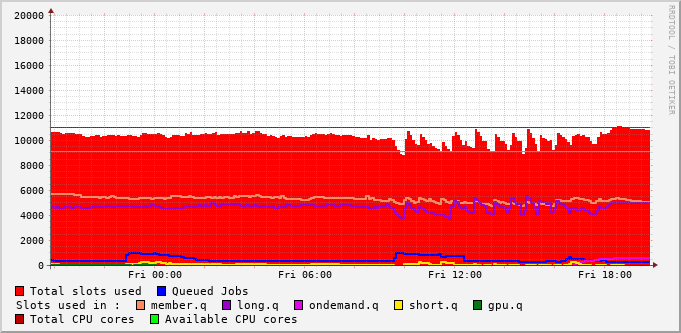 20000
18000
16000
14000
12000
10000
8000
6000
4000
2000
0
Fri 00:00 Fri 06:00 Fri 12:00 Fri 18:00
RRDTOOL / TOBI OETIKER
Total slots used Queued Jobs
Slots used in : member.q long.q ondemand.q short.q gpu.q
Total CPU cores Available CPU cores